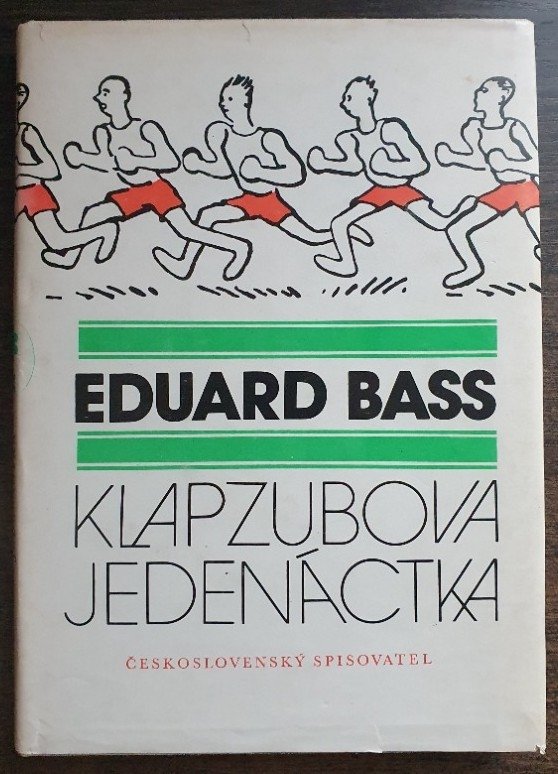 EDUARD BASS
KLAPZUBOVA
JEDENÁCTKA
ČESKOSLOVENSKÝ SPISOVATEL